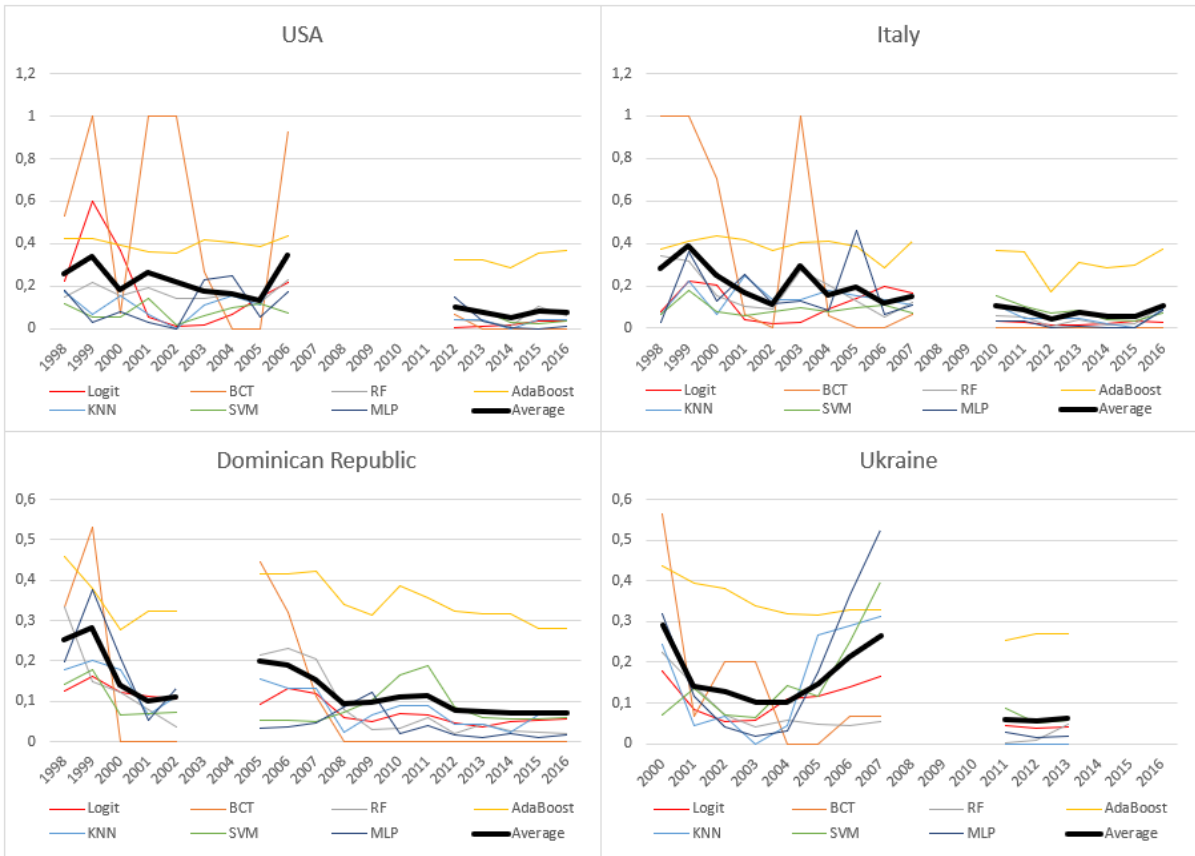 USA
1,2
1
0,8
0,6
0,4
0,2
0
1998 1999 2000 2001 2002 2003 2004 2005 2006 2007 2008 2009 2010 2011 2012 2013 2014 2015 2016
Logit BCT RF AdaBoost
KNN SVM MLP Average
Italy
1,2
1
0,8
0,6
0,4
0,2
0
1998 1999 2000 2001 2002 2003 2004 2005 2006 2007 2008 2009 2010 2011 2012 2013 2014 2015 2016
Logit BCT RF AdaBoost
KNN SVM MLP Average
Dominican Republic
0,6
0,5
0,4
0,3
0,2
0,1
0
1998 1999 2000 2001 2002 2003 2004 2005 2006 2007 2008 2009 2010 2011 2012 2013 2014 2015 2016
Logit BCT RF AdaBoost
KNN SVM MLP Average
Ukraine
0,6
0,5
0,4
0,3
0,2
0,1
0
2000 2001 2002 2003 2004 2005 2006 2007 2008 2009 2010 2011 2012 2013 2014 2015 2016
Logit BCT RF AdaBoost
KNN SVM MLP Average